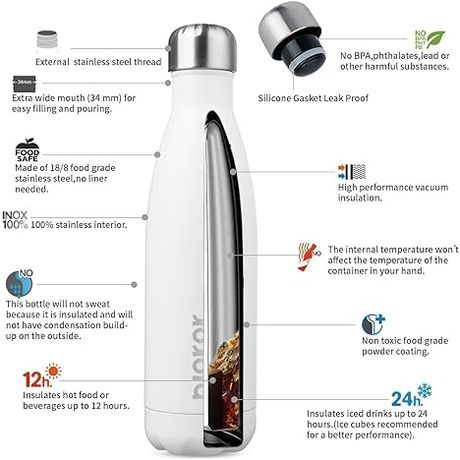 External stainless steel thread
34mm
Extra wide mouth (34 mm) for
easy filling and pouring.
FOOD
SAFE
Made of 18/8 food grade
stainless steel,no liner
needed.
INOX
100% 100% stainless interior.
NO
This bottle will not sweat
because it is insulated and will
not have condensation build-
up on the outside.
12h.
Insulates hot food or
beverages up to 12 hours.
NO
No BPA,phthalates,lead or
other harmful substances.
Silicone Gasket Leak Proof
High performance vacuum
insulation.
NO
The internal temperature won´t
affect the temperature of the
container in your hand.
Non toxic food grade
powder coating.
24h.
Insulates iced drinks up to 24
hours.(Ice cubes recommended
for a better performance).